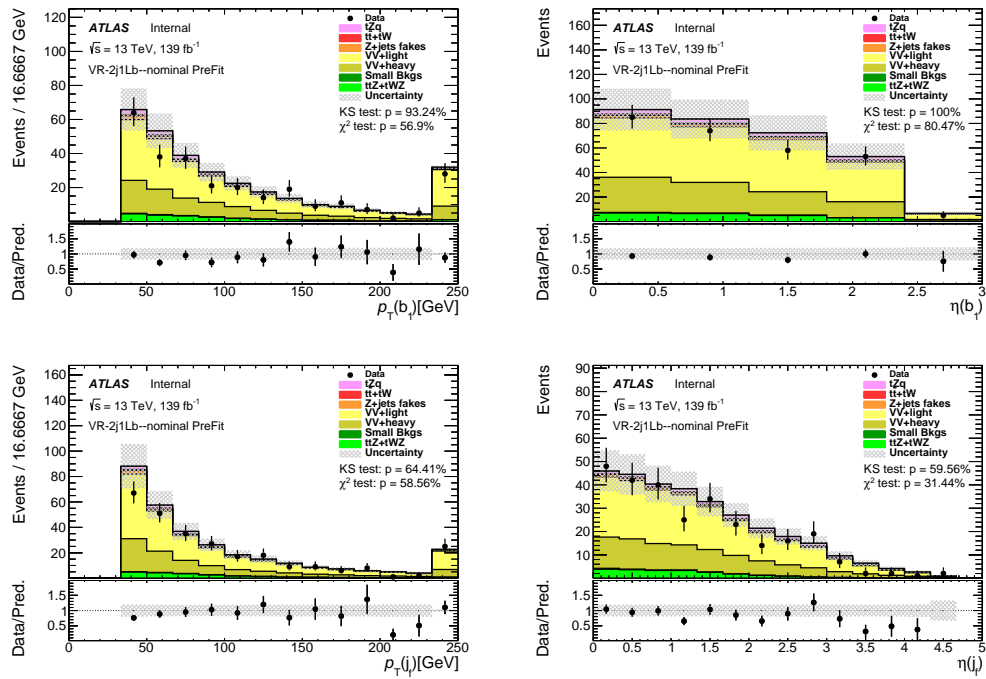 Events / 16.6667 GeV
120
100
80
60
40
20
ATLAS Internal
√s = 13 TeV, 139 fb⁻¹
VR-2j1Lb--nominal PreFit
Data
tZq
tt+tW
Z+jets fakes
VV+light
VV+heavy
Small Bkgs
ttZ+tWZ
Uncertainty
KS test: p = 93.24%
χ² test: p = 56.9%
Data/Pred.
1.5
1
0.5
0 50 100 150 200 250
p_T(b_1)[GeV]
Events
160
140
120
100
80
60
40
20
ATLAS Internal
√s = 13 TeV, 139 fb⁻¹
VR-2j1Lb--nominal PreFit
Data
tZq
tt+tW
Z+jets fakes
VV+light
VV+heavy
Small Bkgs
ttZ+tWZ
Uncertainty
KS test: p = 100%
χ² test: p = 80.47%
Data/Pred.
1.5
1
0.5
0 0.5 1 1.5 2 2.5 3
η(b_1)
Events / 16.6667 GeV
160
140
120
100
80
60
40
20
ATLAS Internal
√s = 13 TeV, 139 fb⁻¹
VR-2j1Lb--nominal PreFit
Data
tZq
tt+tW
Z+jets fakes
VV+light
VV+heavy
Small Bkgs
ttZ+tWZ
Uncertainty
KS test: p = 64.41%
χ² test: p = 58.56%
Data/Pred.
1.5
1
0.5
0 50 100 150 200 250
p_T(j_f)[GeV]
Events
90
80
70
60
50
40
30
20
10
ATLAS Internal
√s = 13 TeV, 139 fb⁻¹
VR-2j1Lb--nominal PreFit
Data
tZq
tt+tW
Z+jets fakes
VV+light
VV+heavy
Small Bkgs
ttZ+tWZ
Uncertainty
KS test: p = 59.56%
χ² test: p = 31.44%
Data/Pred.
1.5
1
0.5
0 0.5 1 1.5 2 2.5 3 3.5 4 4.5 5
η(j_f)